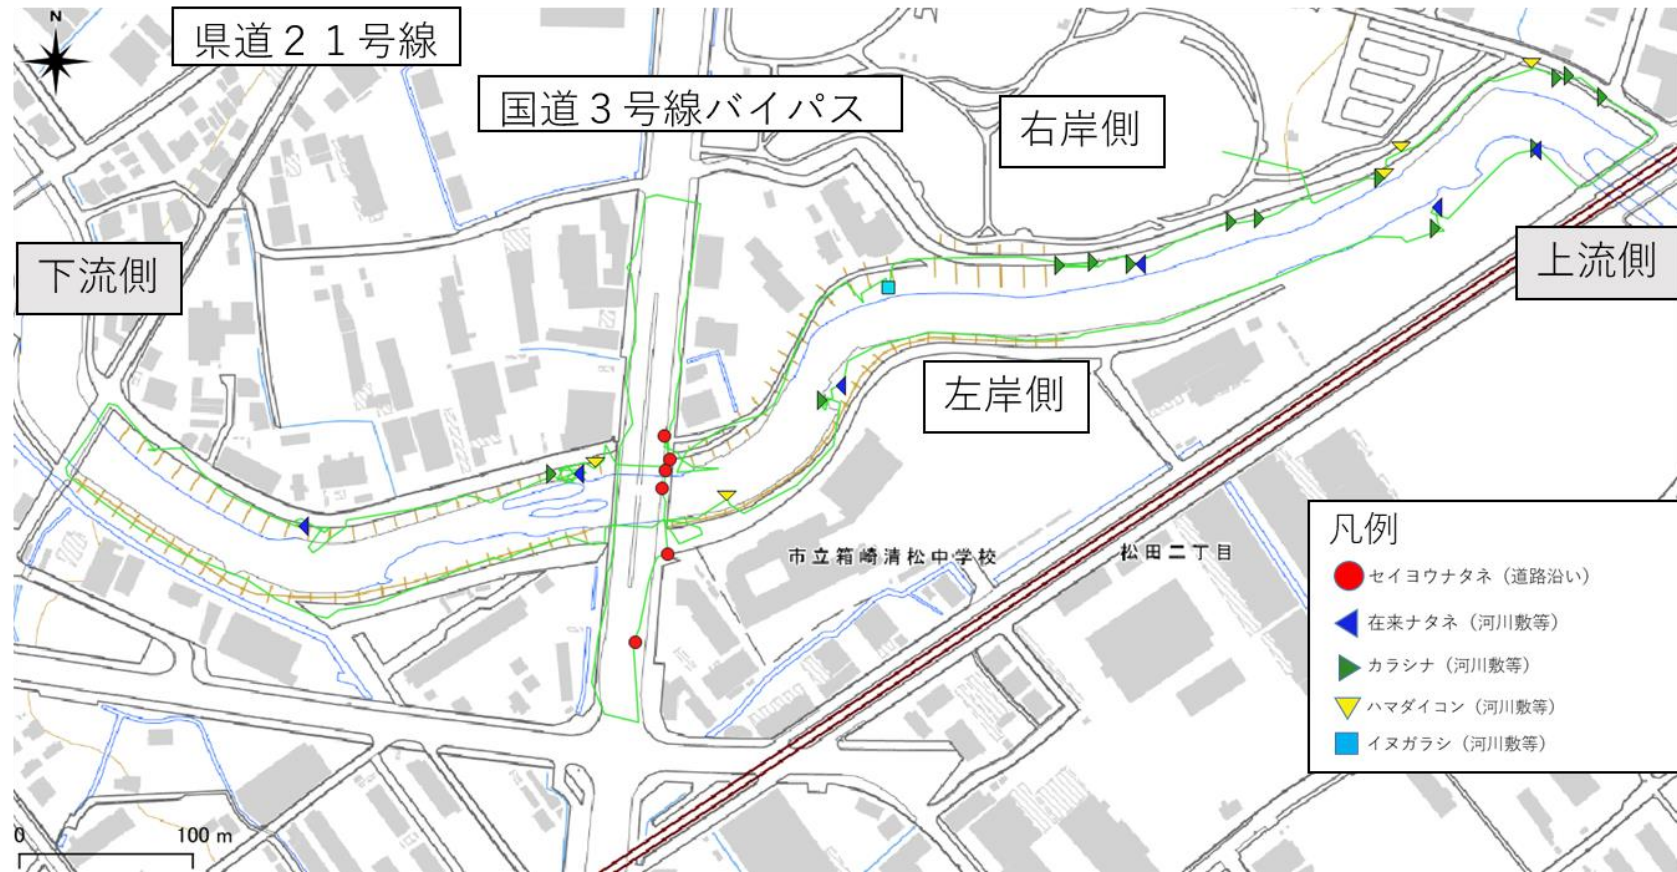 N
県道２１号線
国道３号線バイパス
右岸側
下流側
上流側
左岸側
市立箱崎清松中学校
松田二丁目
凡例
セイヨウナタネ（道路沿い）
在来ナタネ（河川敷等）
カラシナ（河川敷等）
ハマダイコン（河川敷等）
イヌガラシ（河川敷等）
0 100 m